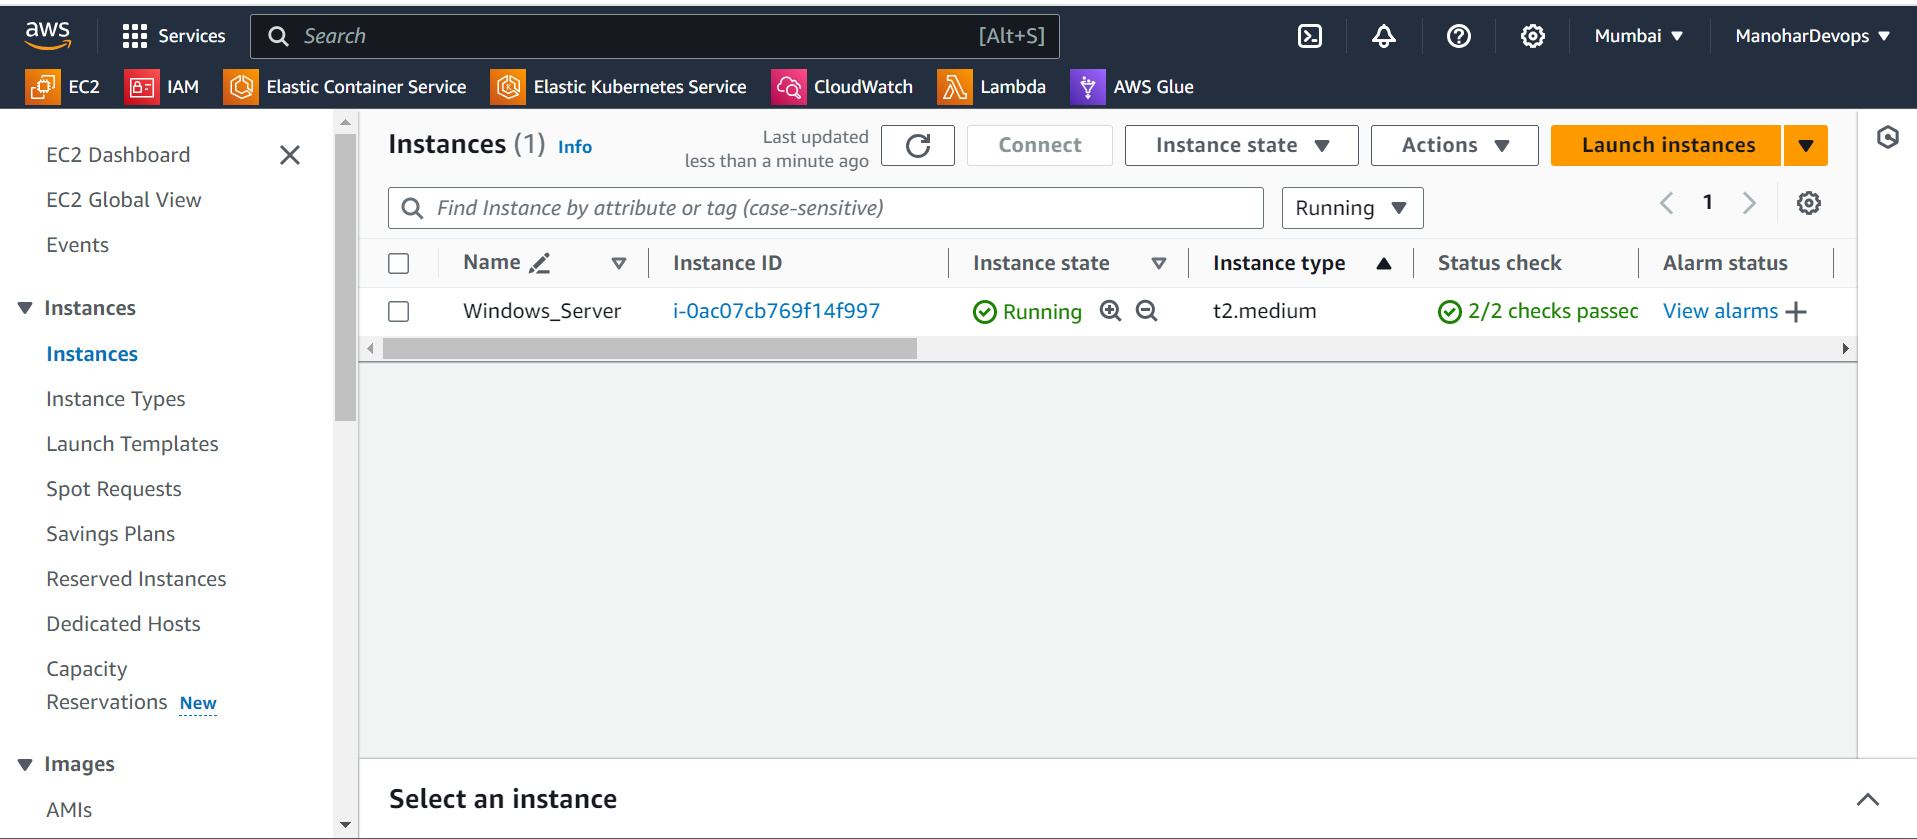 aws
Services
Search [Alt+S]
Mumbai
ManoharDevops
EC2
IAM
Elastic Container Service
Elastic Kubernetes Service
CloudWatch
Lambda
AWS Glue
EC2 Dashboard
EC2 Global View
Events
Instances
Instances
Instance Types
Launch Templates
Spot Requests
Savings Plans
Reserved Instances
Dedicated Hosts
Capacity
Reservations New
Images
AMIs
Instances (1) Info
Last updated
less than a minute ago
Connect
Instance state
Actions
Launch instances
Find Instance by attribute or tag (case-sensitive)
Running
1
Name Instance ID Instance state Instance type Status check Alarm status
Windows_Server i-0ac07cb769f14f997 Running t2.medium 2/2 checks passed View alarms
Select an instance